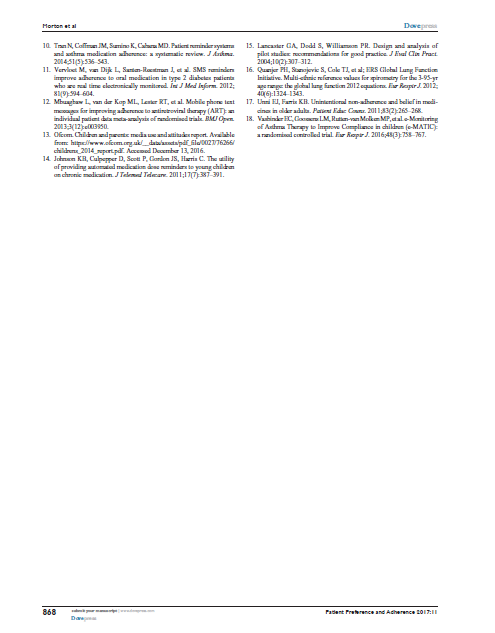 Morton et al
Dovepress
10. Tran N, Coffman JM, Sumino K, Cabana MD. Patient reminder systems
and asthma medication adherence: a systematic review. J Asthma.
2014;51(5):536–543.
11. Vervloet M, van Dijk L, Santen-Reestman J, et al. SMS reminders
improve adherence to oral medication in type 2 diabetes patients
who are real time electronically monitored. Int J Med Inform. 2012;
81(9):594–604.
12. Mbuagbaw L, van der Kop ML, Lester RT, et al. Mobile phone text
messages for improving adherence to antiretroviral therapy (ART): an
individual patient data meta-analysis of randomised trials. BMJ Open.
2013;3(12):e003950.
13. Ofcom. Children and parents: media use and attitudes report. Available
from: https://www.ofcom.org.uk/__data/assets/pdf_file/0027/76266/
childrens_2014_report.pdf. Accessed December 13, 2016.
14. Johnson KB, Culpepper D, Scott P, Gordon JS, Harris C. The utility
of providing automated medication dose reminders to young children
on chronic medication. J Telemed Telecare. 2011;17(7):387–391.
15. Lancaster GA, Dodd S, Williamson PR. Design and analysis of
pilot studies: recommendations for good practice. J Eval Clin Pract.
2004;10(2):307–312.
16. Quanjer PH, Stanojevic S, Cole TJ, et al; ERS Global Lung Function
Initiative. Multi-ethnic reference values for spirometry for the 3-95-yr
age range: the global lung function 2012 equations. Eur Respir J. 2012;
40(6):1324–1343.
17. Unni EJ, Farris KB. Unintentional non-adherence and belief in medi-
cines in older adults. Patient Educ Couns. 2011;83(2):265–268.
18. Vasbinder EC, Goossens LM, Rutten-van Molken MP, et al. e-Monitoring
of Asthma Therapy to Improve Compliance in children (e-MATIC):
a randomised controlled trial. Eur Respir J. 2016;48(3):758–767.
868
submit your manuscript | www.dovepress.com
Dovepress
Patient Preference and Adherence 2017:11